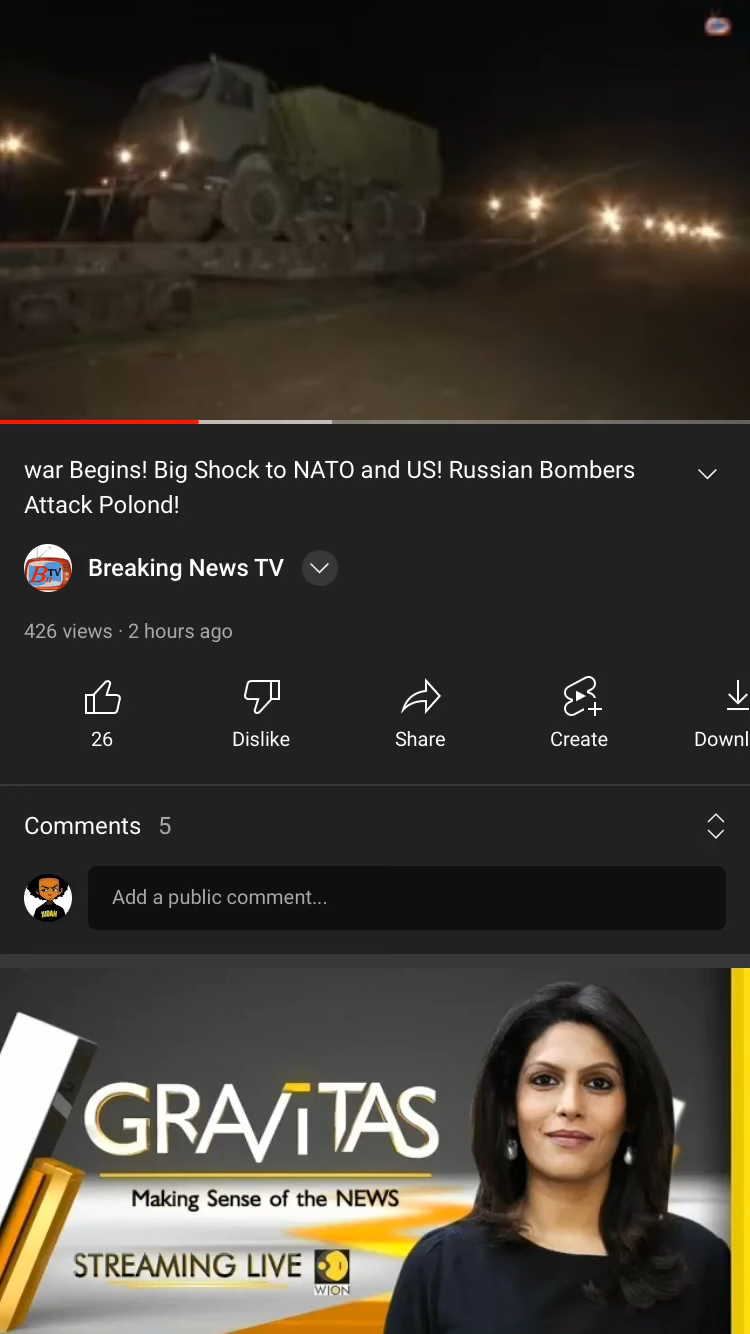 war Begins! Big Shock to NATO and US! Russian Bombers
Attack Polond!
BTV
Breaking News TV
426 views · 2 hours ago
26
Dislike
Share
Create
Downl
Comments 5
Add a public comment...
GRAViTAS
Making Sense of the NEWS
STREAMING LIVE
WION